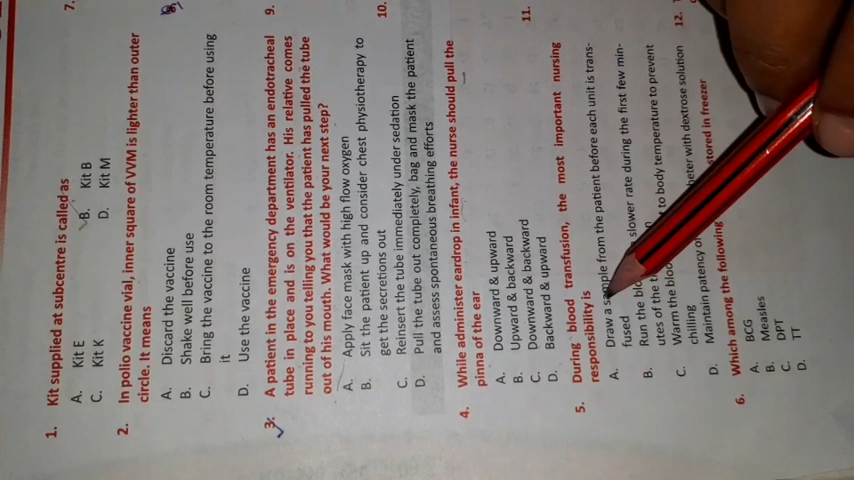 1. Kit supplied at subcentre is called as
A. Kit E B. Kit B
C. Kit K D. Kit M
2. In polio vaccine vial, inner square of VVM is lighter than outer
circle. It means
A. Discard the vaccine
B. Shake well before use
C. Bring the vaccine to the room temperature before using
it
D. Use the vaccine
3. A patient in the emergency department has an endotracheal
tube in place and is on the ventilator. His relative comes
running to you telling you that the patient has pulled the tube
out of his mouth. What would be your next step?
A. Apply face mask with high flow oxygen
B. Sit the patient up and consider chest physiotherapy to
get the secretions out
C. Reinsert the tube immediately under sedation
D. Pull the tube out completely, bag and mask the patient
and assess spontaneous breathing efforts
4. While administer eardrop in infant, the nurse should pull the
pinna of the ear
A. Downward & upward
B. Upward & backward
C. Downward & backward
D. Backward & upward
5. During blood transfusion, the most important nursing
responsibility is
A. Draw a sample from the patient before each unit is trans-
fused
B. Run the slower rate during the first few min-
utes of the
C. Warm the to body temperature to prevent
chilling
D. Maintain patency with dextrose solution
6. Which among the following stored in freezer
A. BCG
B. Measles
C. DPT
D. TT
7.
9.
10.
11.
12.